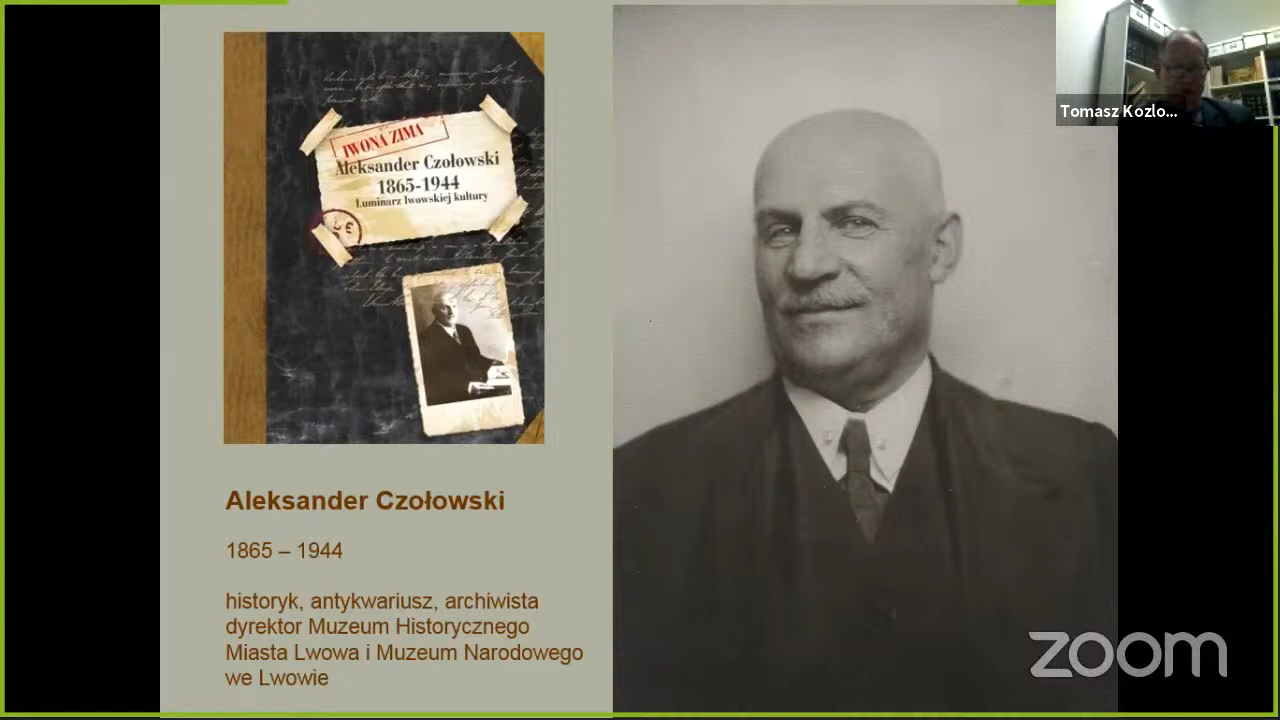 IWONA ZIMA
Aleksander Czołowski
1865-1944
Luminarz lwowskiej kultury
Aleksander Czołowski
1865 – 1944
historyk, antykwariusz, archiwista
dyrektor Muzeum Historycznego
Miasta Lwowa i Muzeum Narodowego
we Lwowie
Tomasz Kozlo...
zoom